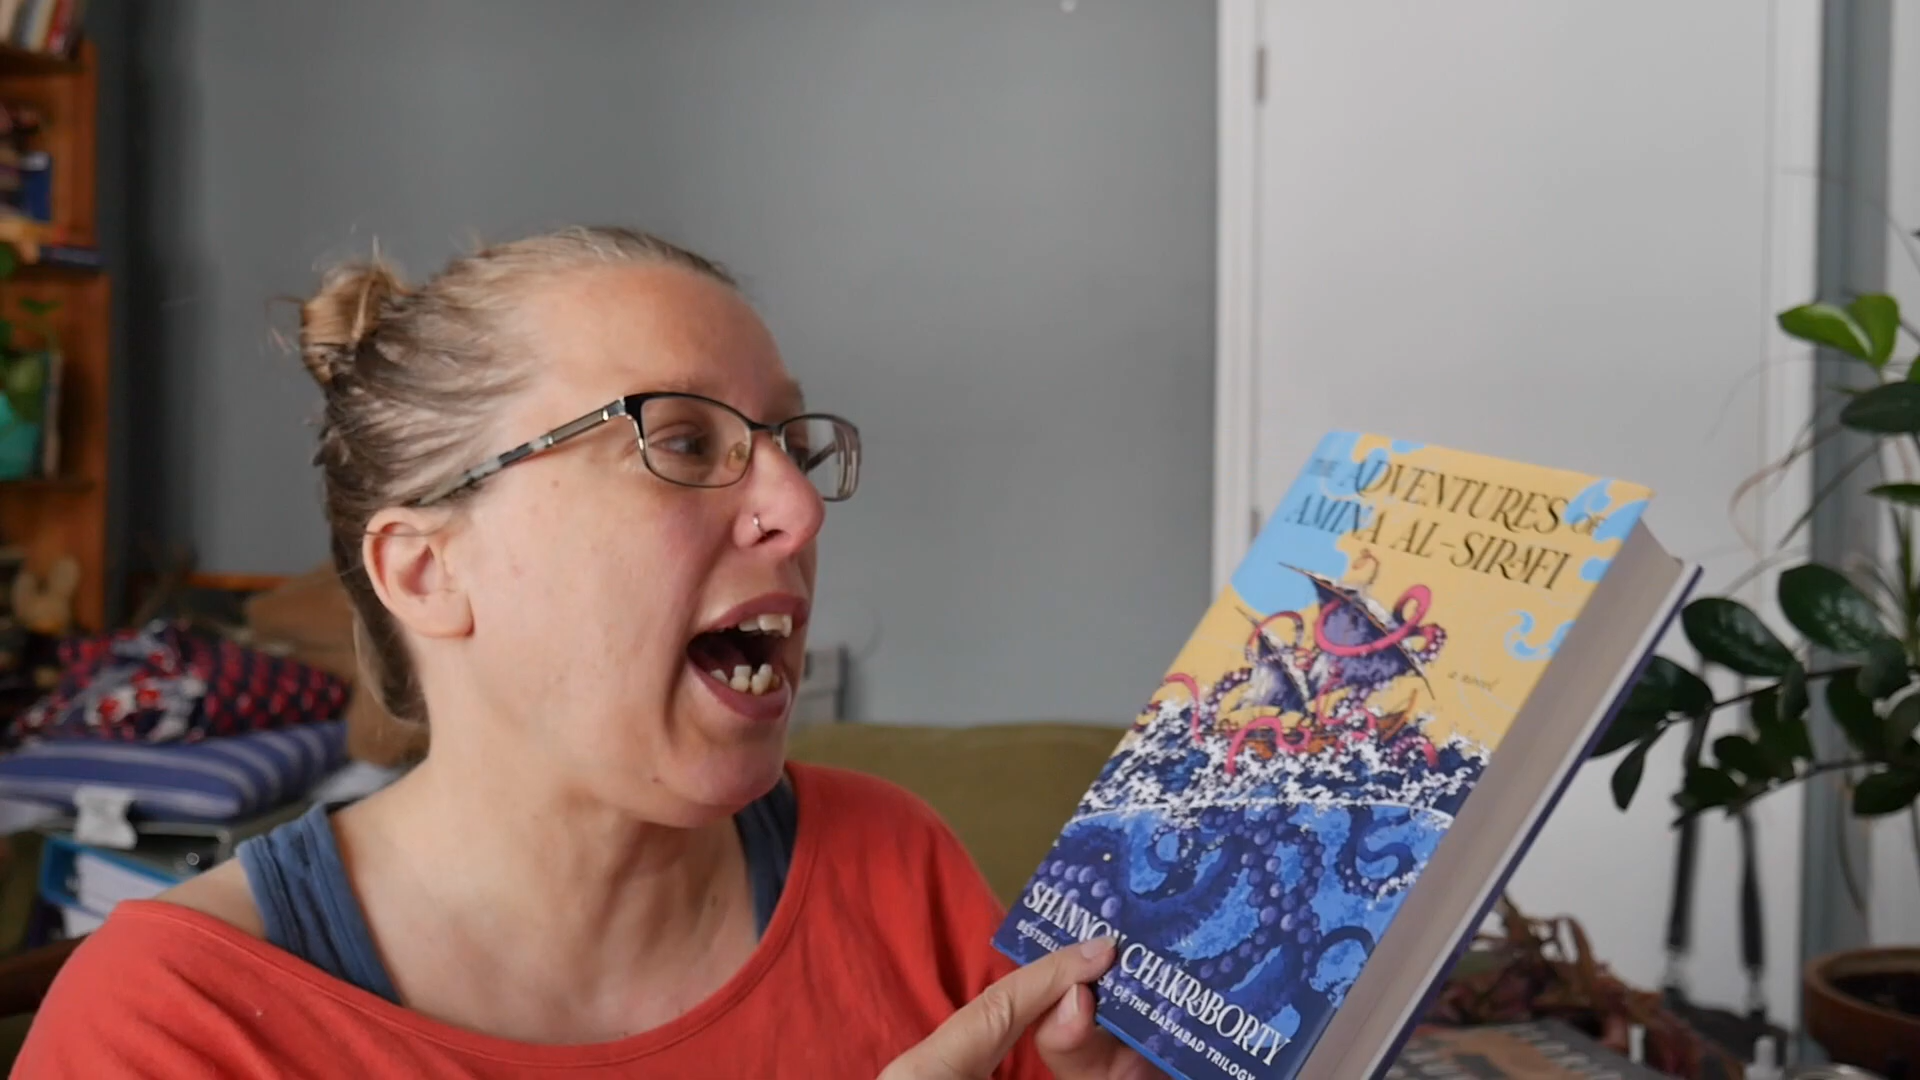 THE ADVENTURES OF
AMINA AL-SIRAFI
a novel
SHANNON CHAKRABORTY
OF THE DAEVABAD TRILOGY